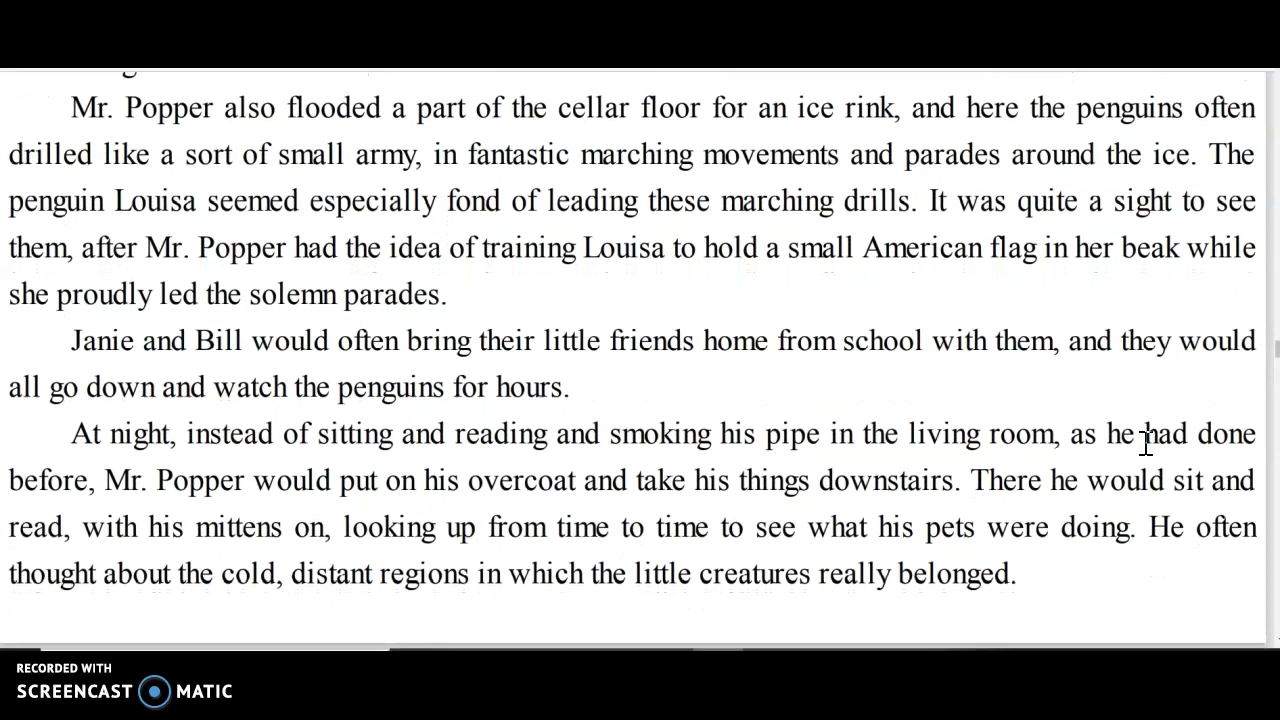 Mr. Popper also flooded a part of the cellar floor for an ice rink, and here the penguins often
drilled like a sort of small army, in fantastic marching movements and parades around the ice. The
penguin Louisa seemed especially fond of leading these marching drills. It was quite a sight to see
them, after Mr. Popper had the idea of training Louisa to hold a small American flag in her beak while
she proudly led the solemn parades.
Janie and Bill would often bring their little friends home from school with them, and they would
all go down and watch the penguins for hours.
At night, instead of sitting and reading and smoking his pipe in the living room, as he had done
before, Mr. Popper would put on his overcoat and take his things downstairs. There he would sit and
read, with his mittens on, looking up from time to time to see what his pets were doing. He often
thought about the cold, distant regions in which the little creatures really belonged.
RECORDED WITH
SCREENCAST MATIC